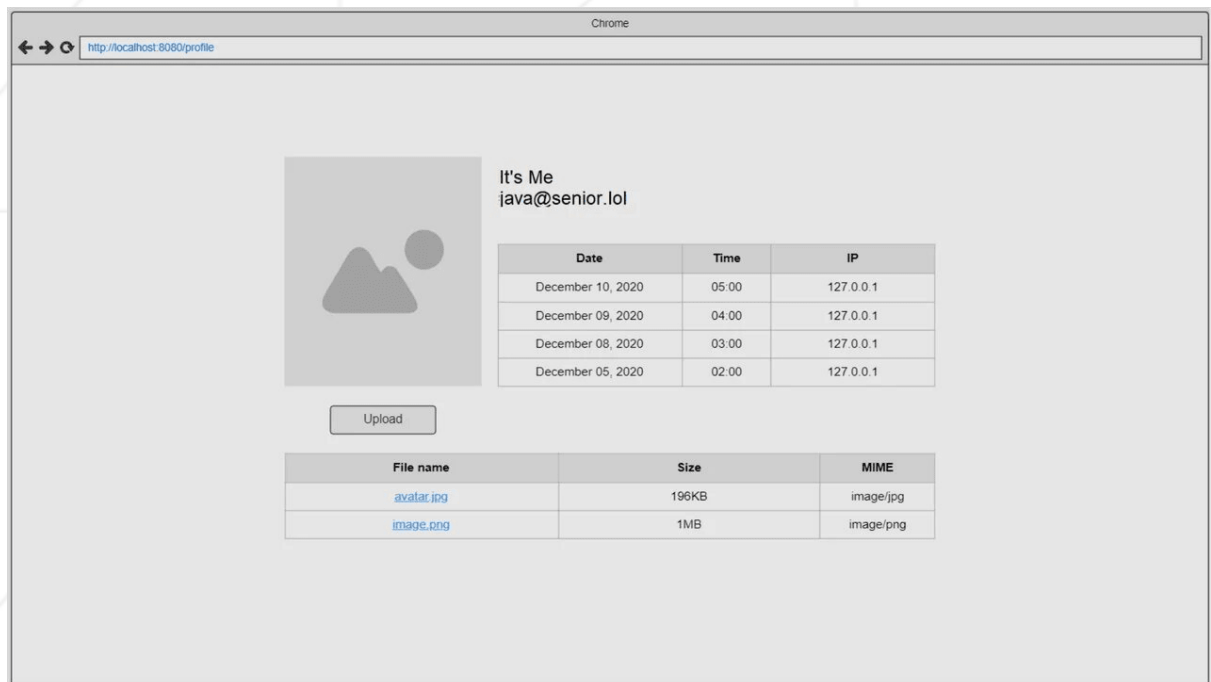 Chrome
http://localhost:8080/profile
It's Me
java@senior.lol
Date Time IP
December 10, 2020 05:00 127.0.0.1
December 09, 2020 04:00 127.0.0.1
December 08, 2020 03:00 127.0.0.1
December 05, 2020 02:00 127.0.0.1
Upload
File name Size MIME
avatar.jpg 196KB image/jpg
image.png 1MB image/png